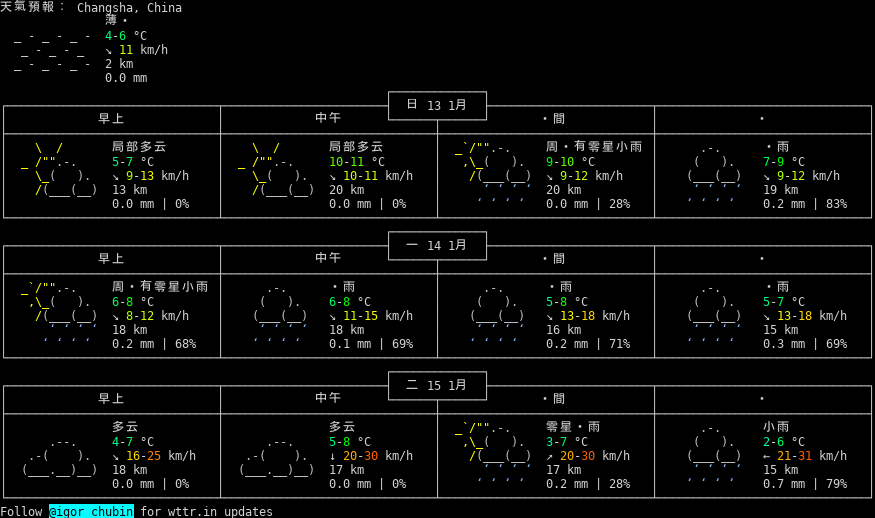 天氣預報： Changsha, China
薄・
4-6 °C
↘ 11 km/h
2 km
0.0 mm
日 13 1月
早上 中午 ・間 ・
局部多云 局部多云 周・有零星小雨 ・雨
5-7 °C 10-11 °C 9-10 °C 7-9 °C
↘ 9-13 km/h ↘ 10-11 km/h ↘ 9-12 km/h ↘ 9-12 km/h
13 km 20 km 20 km 19 km
0.0 mm | 0% 0.0 mm | 0% 0.0 mm | 28% 0.2 mm | 83%
一 14 1月
早上 中午 ・間 ・
周・有零星小雨 ・雨 ・雨 ・雨
6-8 °C 6-8 °C 5-8 °C 5-7 °C
↘ 8-12 km/h ↘ 11-15 km/h ↘ 13-18 km/h ↘ 13-18 km/h
18 km 18 km 16 km 15 km
0.2 mm | 68% 0.1 mm | 69% 0.2 mm | 71% 0.3 mm | 69%
二 15 1月
早上 中午 ・間 ・
多云 多云 零星・雨 小雨
4-7 °C 5-8 °C 3-7 °C 2-6 °C
↘ 16-25 km/h ↓ 20-30 km/h ↗ 20-30 km/h ← 21-31 km/h
18 km 17 km 17 km 15 km
0.0 mm | 0% 0.0 mm | 0% 0.2 mm | 28% 0.7 mm | 79%
Follow @igor_chubin for wttr.in updates